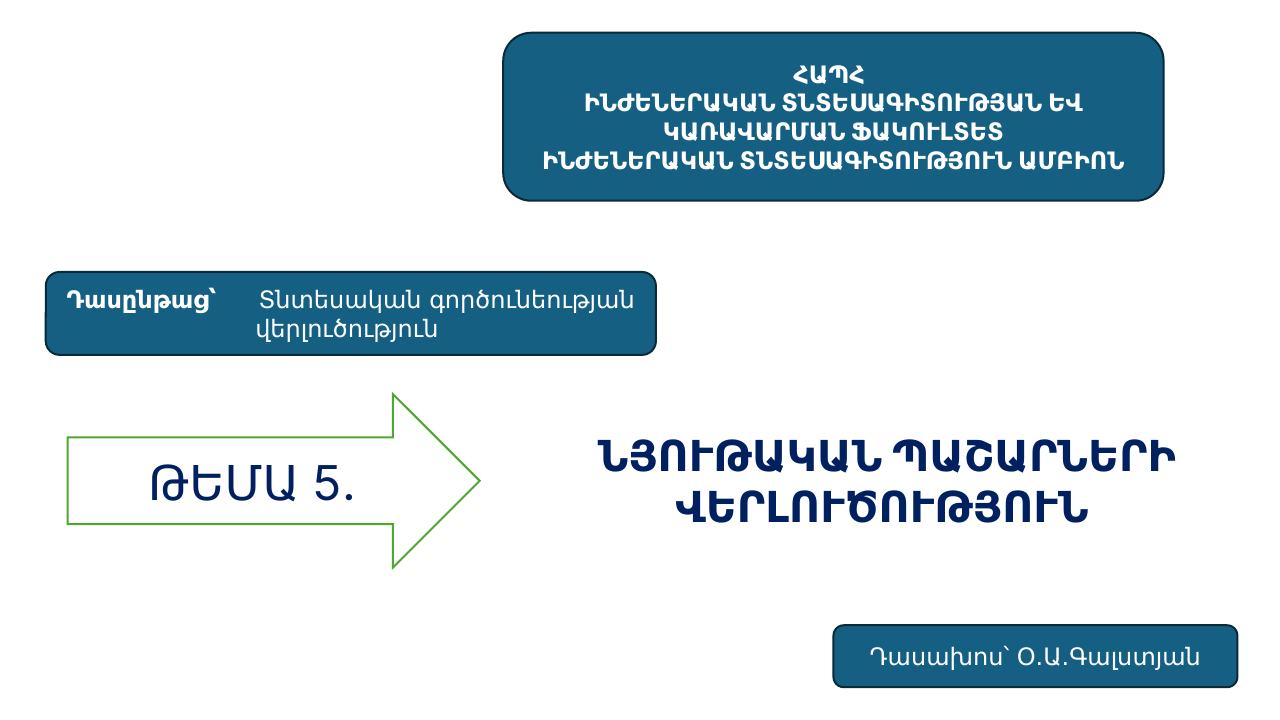 ՀԱՊՀ
ԻՆԺԵՆԵՐԱԿԱՆ ՏՆՏԵՍԱԳԻՏՈՒԹՅԱՆ ԵՎ
ԿԱՌԱՎԱՐՄԱՆ ՖԱԿՈՒԼՏԵՏ
ԻՆԺԵՆԵՐԱԿԱՆ ՏՆՏԵՍԱԳԻՏՈՒԹՅՈՒՆ ԱՄԲԻՈՆ
Դասընթաց՝ Տնտեսական գործունեության
վերլուծություն
ԹԵՄԱ 5.
ՆՅՈՒԹԱԿԱՆ ՊԱՇԱՐՆԵՐԻ
ՎԵՐԼՈՒԾՈՒԹՅՈՒՆ
Դասախոս՝ Օ.Ա.Գալստյան